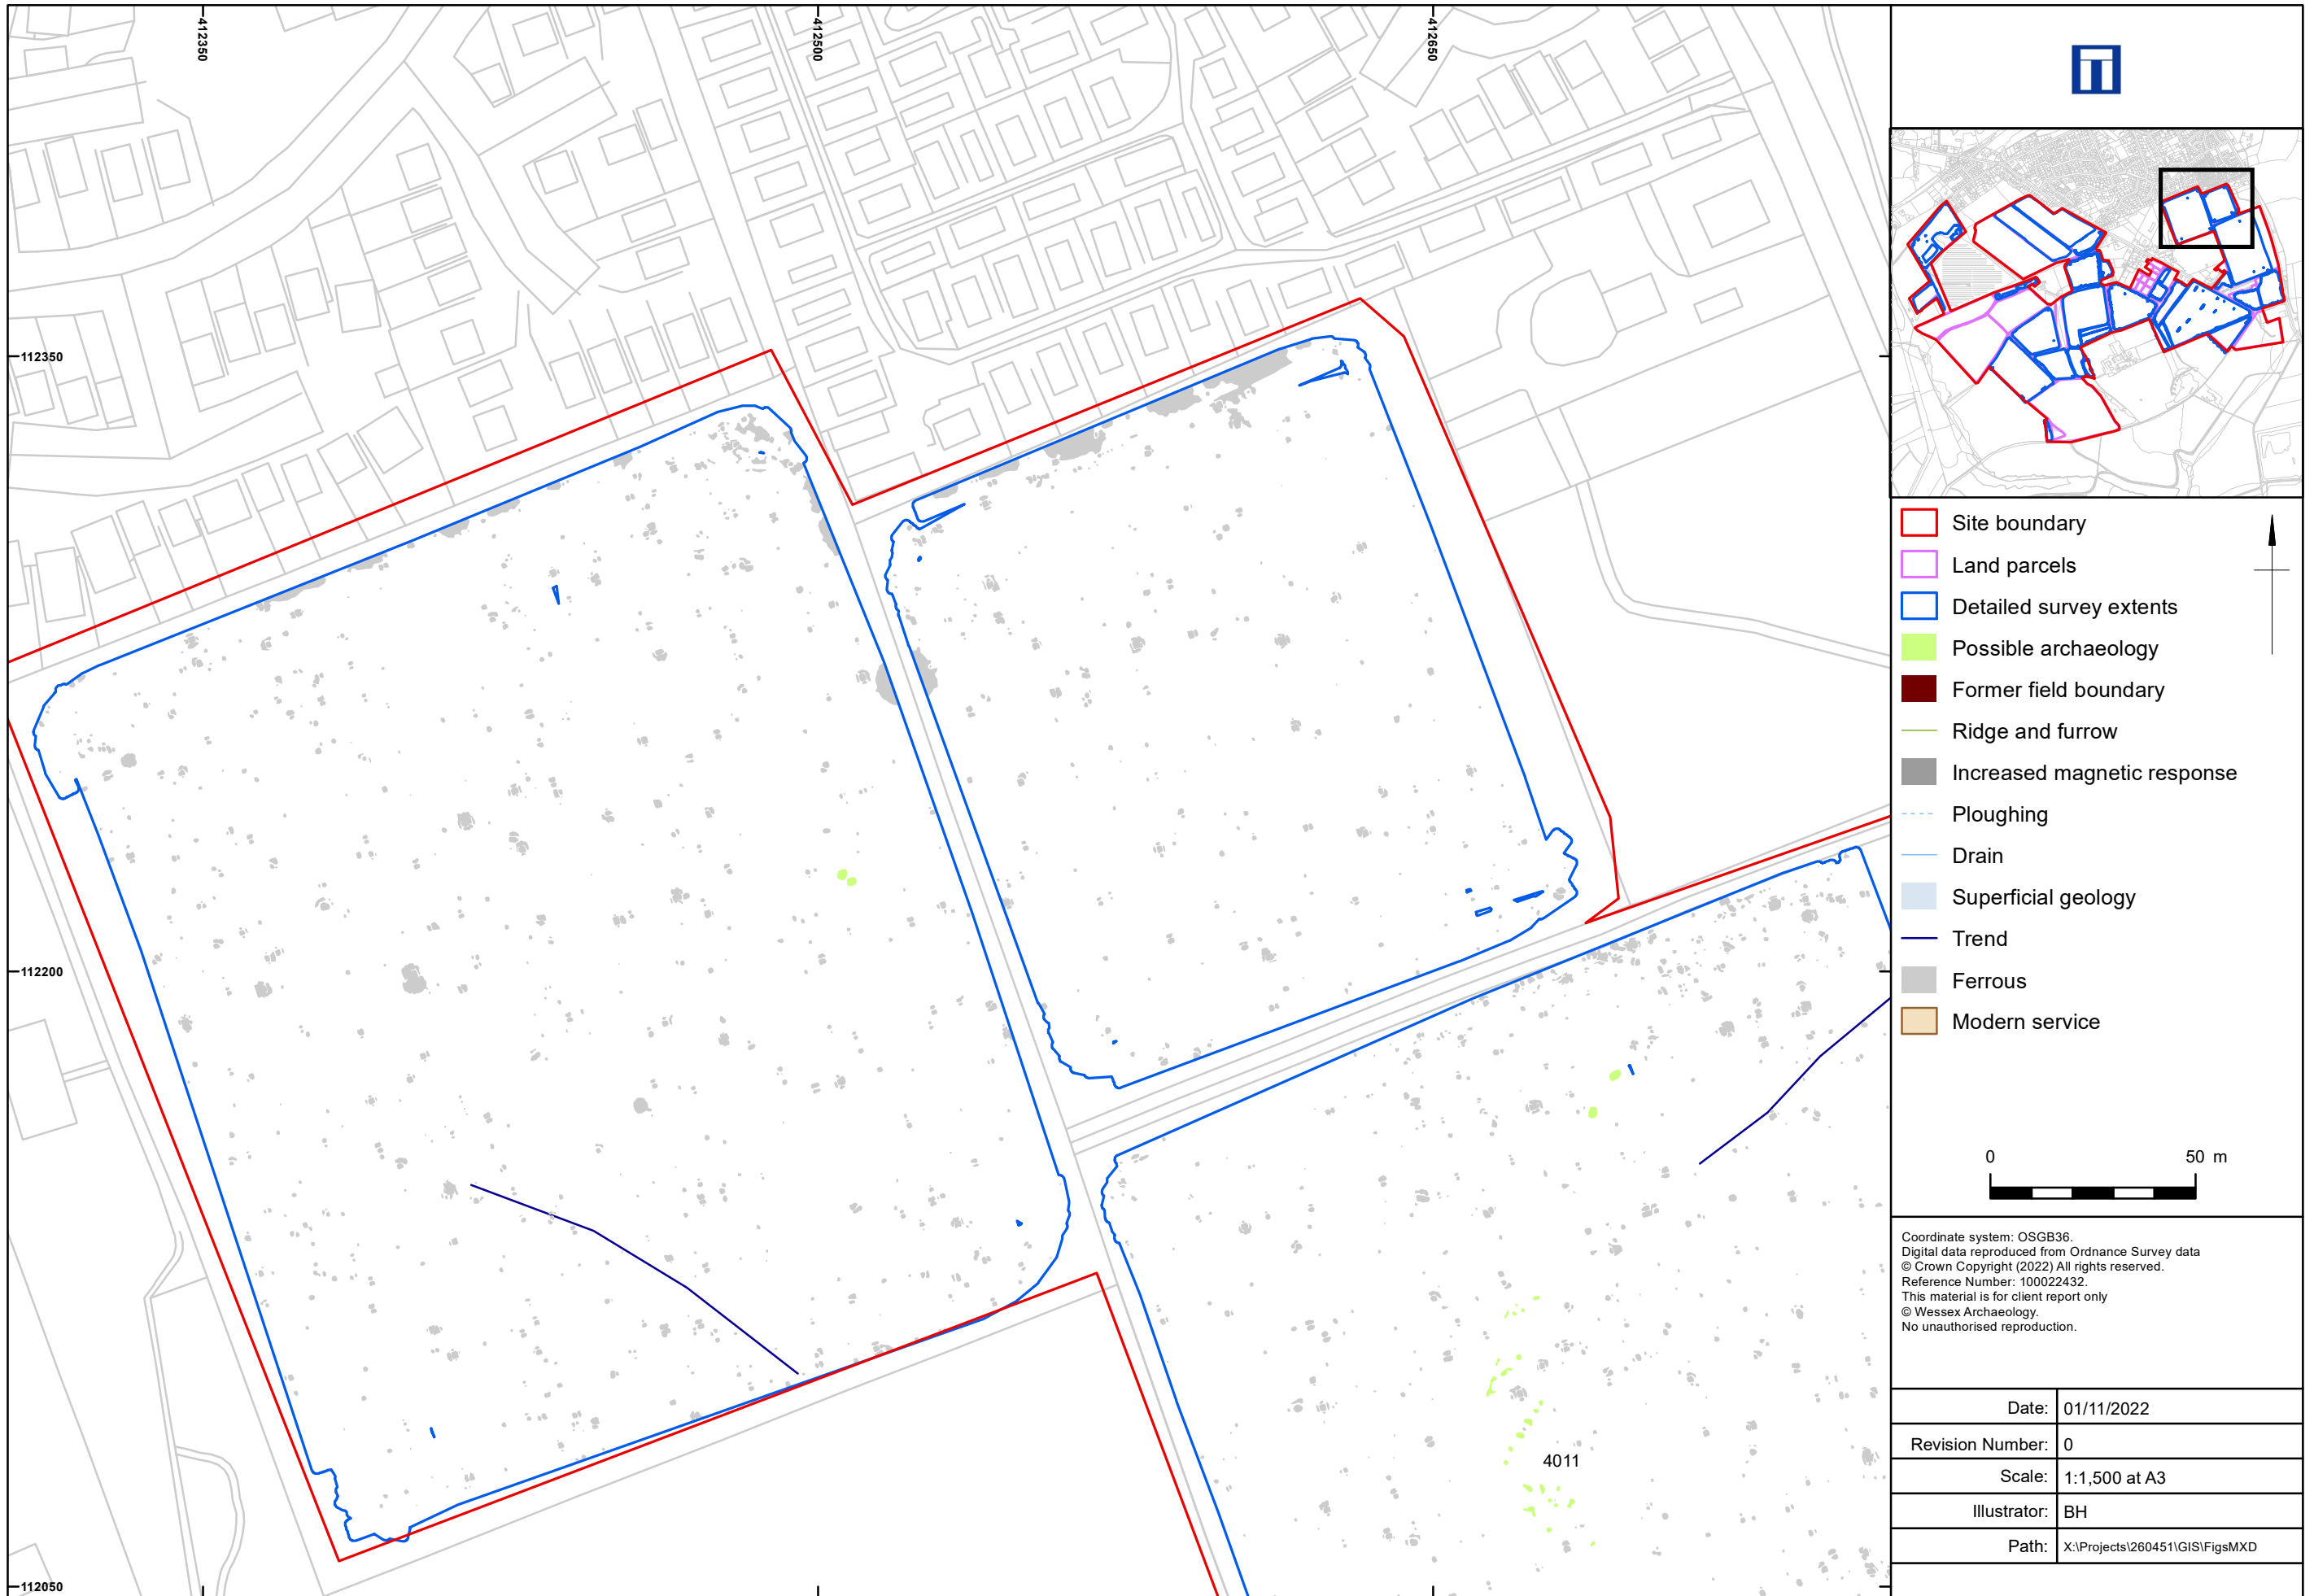 412350
412500
412650
112350
112200
112050
4011
Site boundary
Land parcels
Detailed survey extents
Possible archaeology
Former field boundary
Ridge and furrow
Increased magnetic response
Ploughing
Drain
Superficial geology
Trend
Ferrous
Modern service
0 50 m
Coordinate system: OSGB36.
Digital data reproduced from Ordnance Survey data
© Crown Copyright (2022) All rights reserved.
Reference Number: 100022432.
This material is for client report only
© Wessex Archaeology.
No unauthorised reproduction.
Date: 01/11/2022
Revision Number: 0
Scale: 1:1,500 at A3
Illustrator: BH
Path: X:\Projects\260451\GIS\FigsMXD